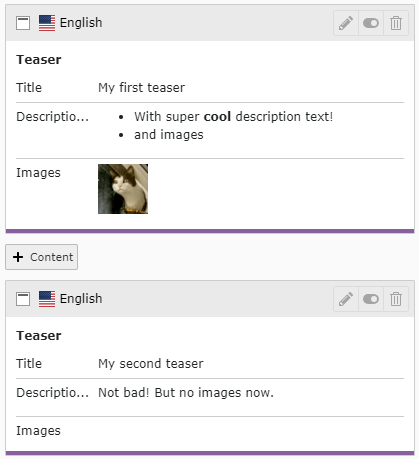 English
Teaser
Title My first teaser
Descriptio... • With super cool description text!
• and images
Images
+ Content
English
Teaser
Title My second teaser
Descriptio... Not bad! But no images now.
Images